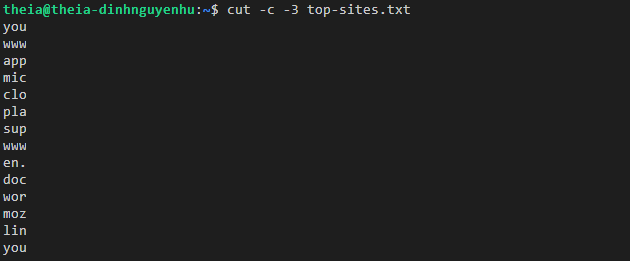 theia@theia-dinhnguyenhu:~$ cut -c -3 top-sites.txt
you
www
app
mic
clo
pla
sup
www
en.
doc
wor
moz
lin
you